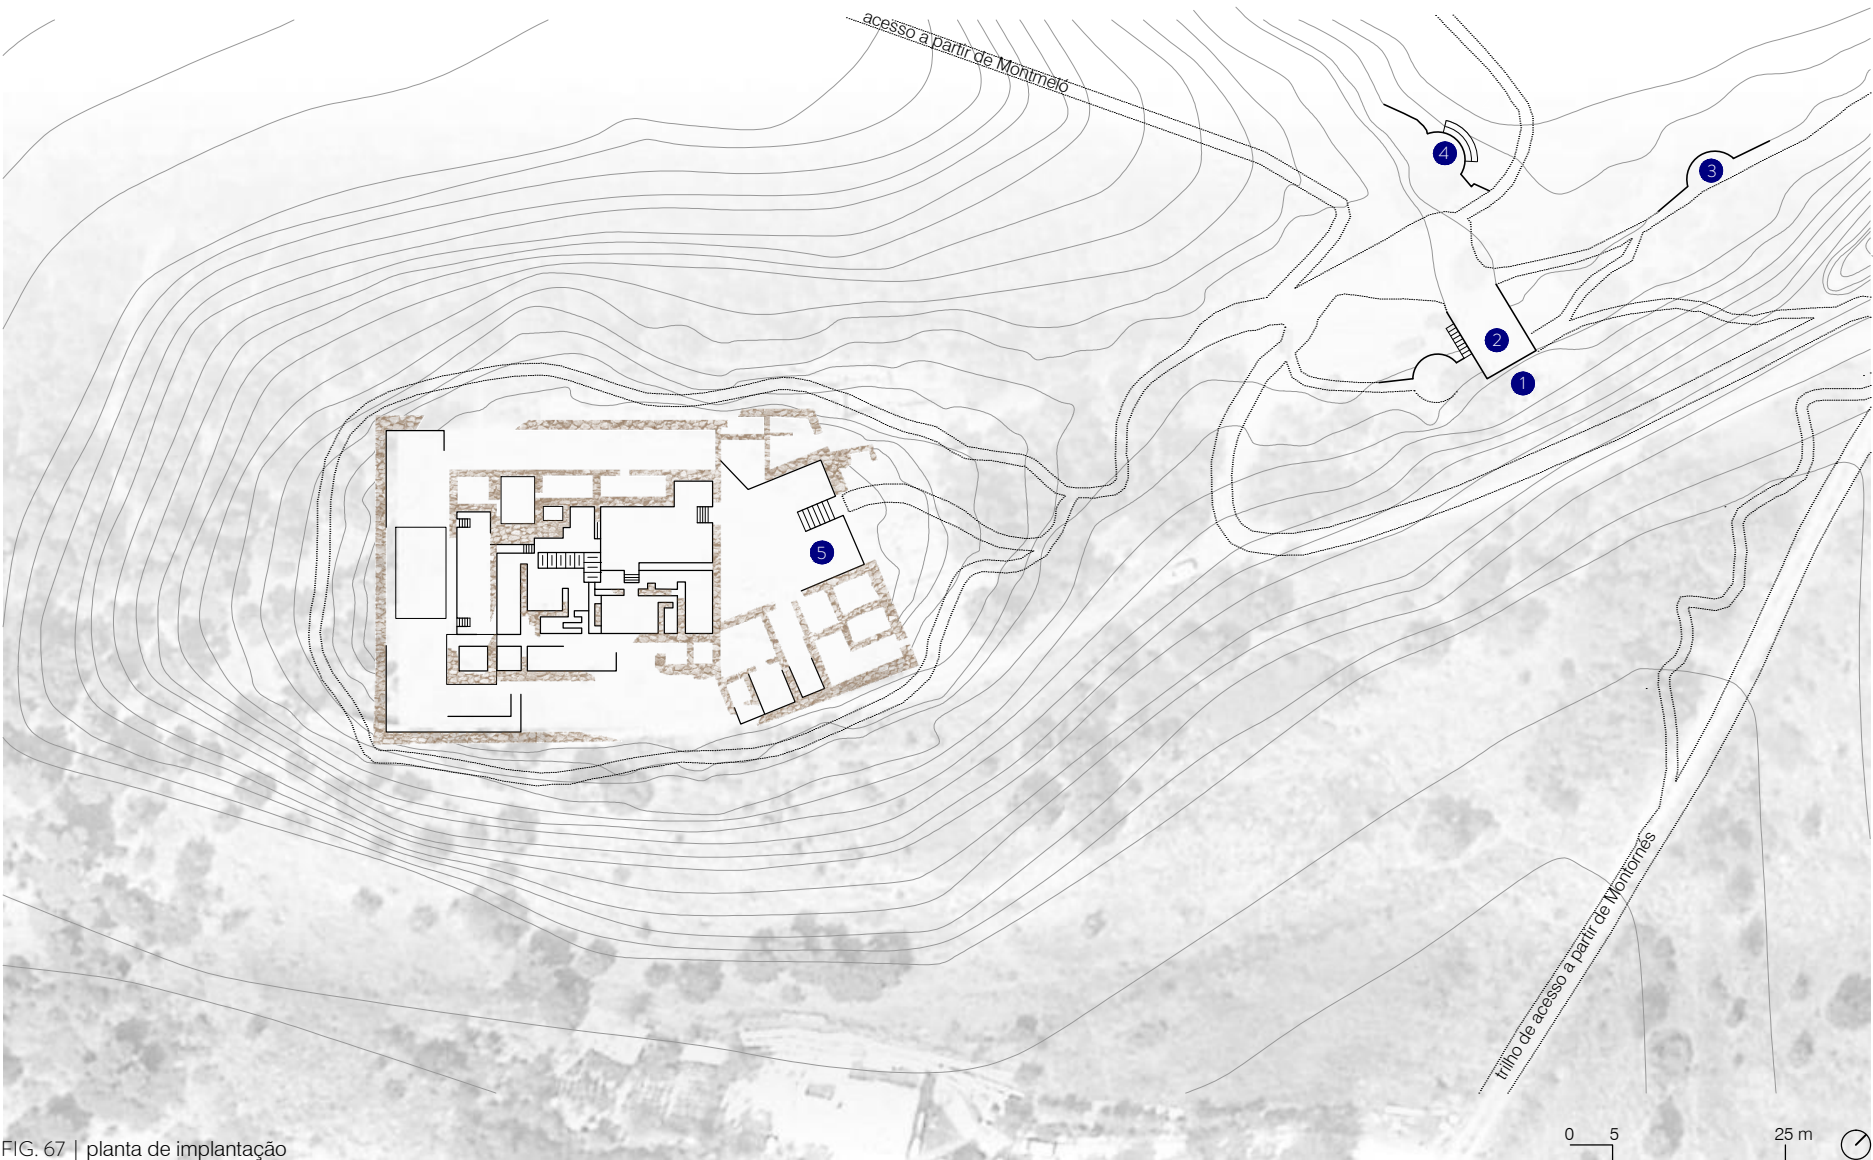 acesso a partir de Montmeló
4
3
2
1
5
trilho de acesso a partir de Montornés
FIG. 67 | planta de implantação
0 5 25 m